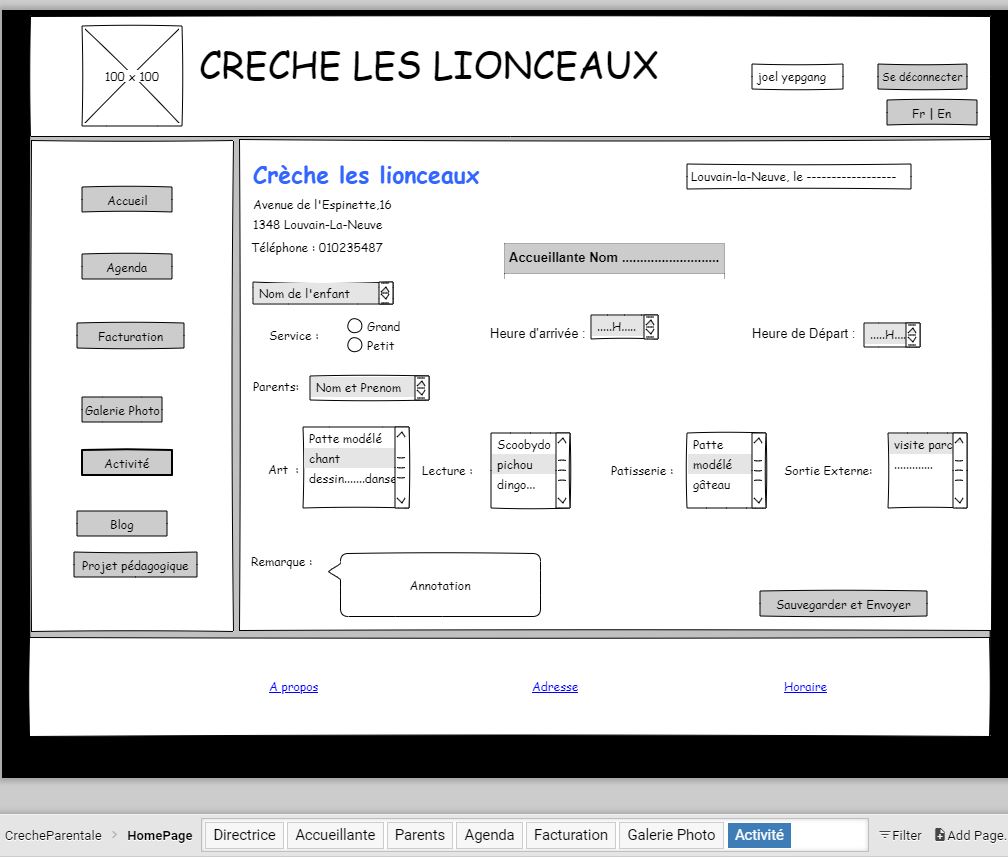 100 x 100
CRECHE LES LIONCEAUX
joel yepgang
Se déconnecter
Fr | En
Accueil
Agenda
Facturation
Galerie Photo
Activité
Blog
Projet pédagogique
Crèche les lionceaux
Louvain-la-Neuve, le ------------------
Avenue de l'Espinette,16
1348 Louvain-La-Neuve
Téléphone : 010235487
Accueillante Nom ...........................
Nom de l'enfant
Service :
Grand
Petit
Heure d'arrivée :
.....H.....
Heure de Départ :
.....H....
Parents:
Nom et Prenom
Art :
Patte modélé
chant
dessin.......danse
Lecture :
Scoobydo
pichou
dingo...
Patisserie :
Patte
modélé
gâteau
Sortie Externe:
visite parc
.............
Remarque :
Annotation
Sauvegarder et Envoyer
A propos
Adresse
Horaire
CrecheParentale > HomePage
Directrice
Accueillante
Parents
Agenda
Facturation
Galerie Photo
Activité
Filter
Add Page.